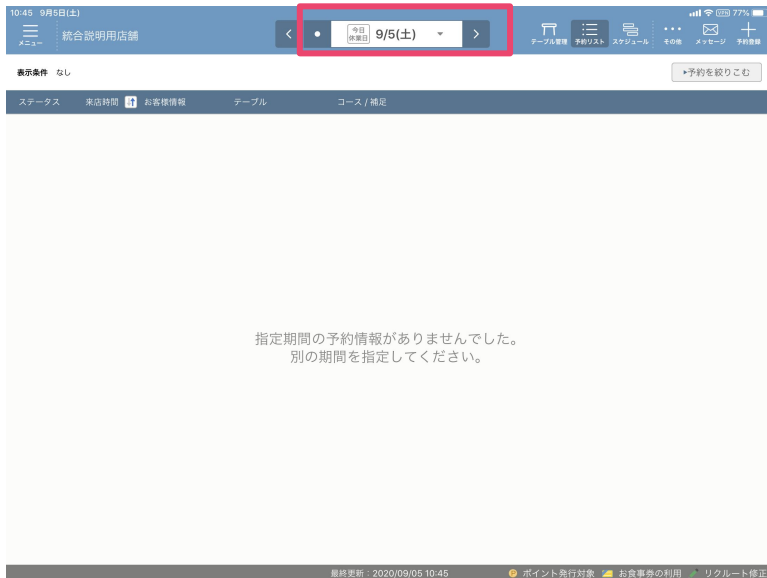 10:45 9月5日(土)
VPN 77%
メニュー
統合説明用店舗
今日
休業日
9/5(土)
テーブル管理
予約リスト
スケジュール
その他
メッセージ
予約登録
表示条件 なし
予約を絞りこむ
ステータス 来店時間 お客様情報 テーブル コース / 補足
指定期間の予約情報がありませんでした。
別の期間を指定してください。
最終更新:2020/09/05 10:45
P ポイント発行対象 お食事券の利用 リクルート修正